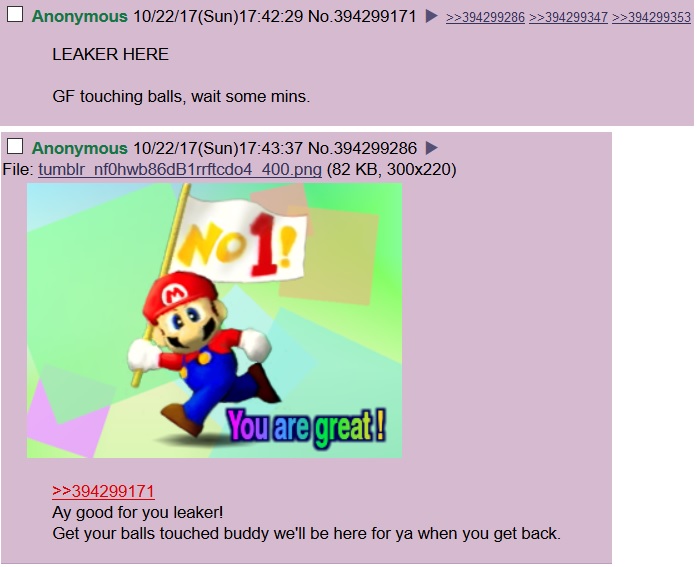 Anonymous 10/22/17(Sun)17:42:29 No.394299171 ▶ >>394299286 >>394299347 >>394299353
LEAKER HERE
GF touching balls, wait some mins.
Anonymous 10/22/17(Sun)17:43:37 No.394299286 ▶
File: tumblr_nf0hwb86dB1rrftcdo4_400.png (82 KB, 300x220)
No 1!
M
You are great!
>>394299171
Ay good for you leaker!
Get your balls touched buddy we'll be here for ya when you get back.